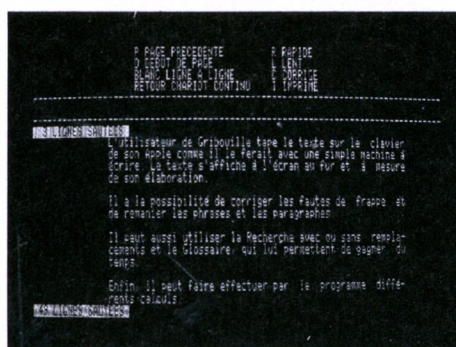 P PAGE PRECEDENTE R RAPIDE
D DEBUT DE PAGE L LENT
BLANC LIGNE A LIGNE C CORRIGE
RETOUR CHARIOT CONTINU I IMPRIME
3 LIGNES SAUTEES
L'utilisateur de Gribouille tape le texte sur le clavier
de son Apple comme il le ferait avec une simple machine à
écrire. Le texte s'affiche à l'écran au fur et à mesure
de son élaboration.
Il a la possibilité de corriger les fautes de frappe et
de remanier les phrases et les paragraphes.
Il peut aussi utiliser la Recherche avec ou sans rempla-
cements et le Glossaire, qui lui permettent de gagner du
temps.
Enfin, il peut faire effectuer par le programme diffé-
rents calculs
LIGNES SAUTEES